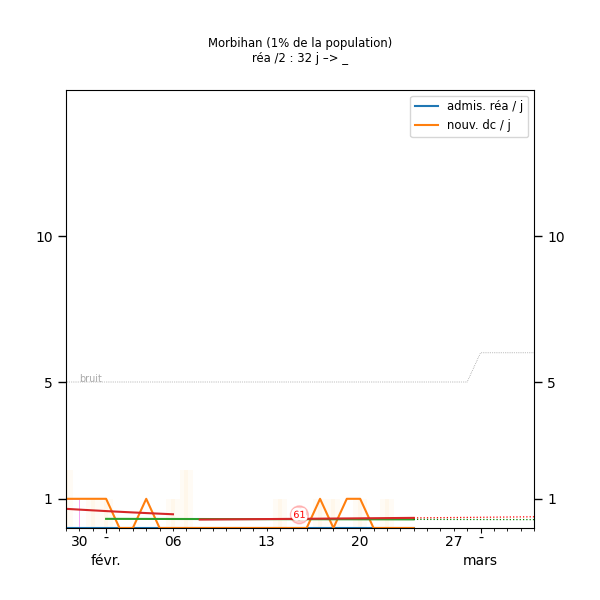 Morbihan (1% de la population)
réa /2 : 32 j –> _
admis. réa / j
nouv. dc / j
10 10
bruit
5 5
61
1 1
30 - 06 13 20 27 -
févr. mars